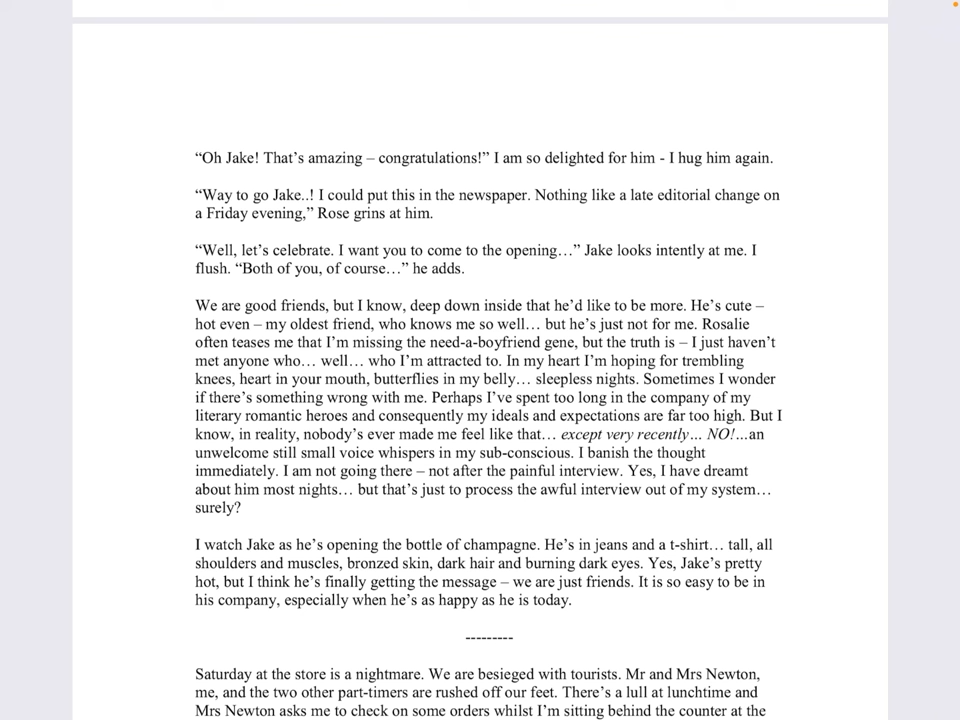 “Oh Jake! That’s amazing – congratulations!” I am so delighted for him - I hug him again.
“Way to go Jake..! I could put this in the newspaper. Nothing like a late editorial change on
a Friday evening,” Rose grins at him.
“Well, let’s celebrate. I want you to come to the opening…” Jake looks intently at me. I
flush. “Both of you, of course…” he adds.
We are good friends, but I know, deep down inside that he’d like to be more. He’s cute –
hot even – my oldest friend, who knows me so well… but he’s just not for me. Rosalie
often teases me that I’m missing the need-a-boyfriend gene, but the truth is – I just haven’t
met anyone who… well… who I’m attracted to. In my heart I’m hoping for trembling
knees, heart in your mouth, butterflies in my belly… sleepless nights. Sometimes I wonder
if there’s something wrong with me. Perhaps I’ve spent too long in the company of my
literary romantic heroes and consequently my ideals and expectations are far too high. But I
know, in reality, nobody’s ever made me feel like that… except very recently… NO!…an
unwelcome still small voice whispers in my sub-conscious. I banish the thought
immediately. I am not going there – not after the painful interview. Yes, I have dreamt
about him most nights… but that’s just to process the awful interview out of my system…
surely?
I watch Jake as he’s opening the bottle of champagne. He’s in jeans and a t-shirt… tall, all
shoulders and muscles, bronzed skin, dark hair and burning dark eyes. Yes, Jake’s pretty
hot, but I think he’s finally getting the message – we are just friends. It is so easy to be in
his company, especially when he’s as happy as he is today.
---------
Saturday at the store is a nightmare. We are besieged with tourists. Mr and Mrs Newton,
me, and the two other part-timers are rushed off our feet. There’s a lull at lunchtime and
Mrs Newton asks me to check on some orders whilst I’m sitting behind the counter at the